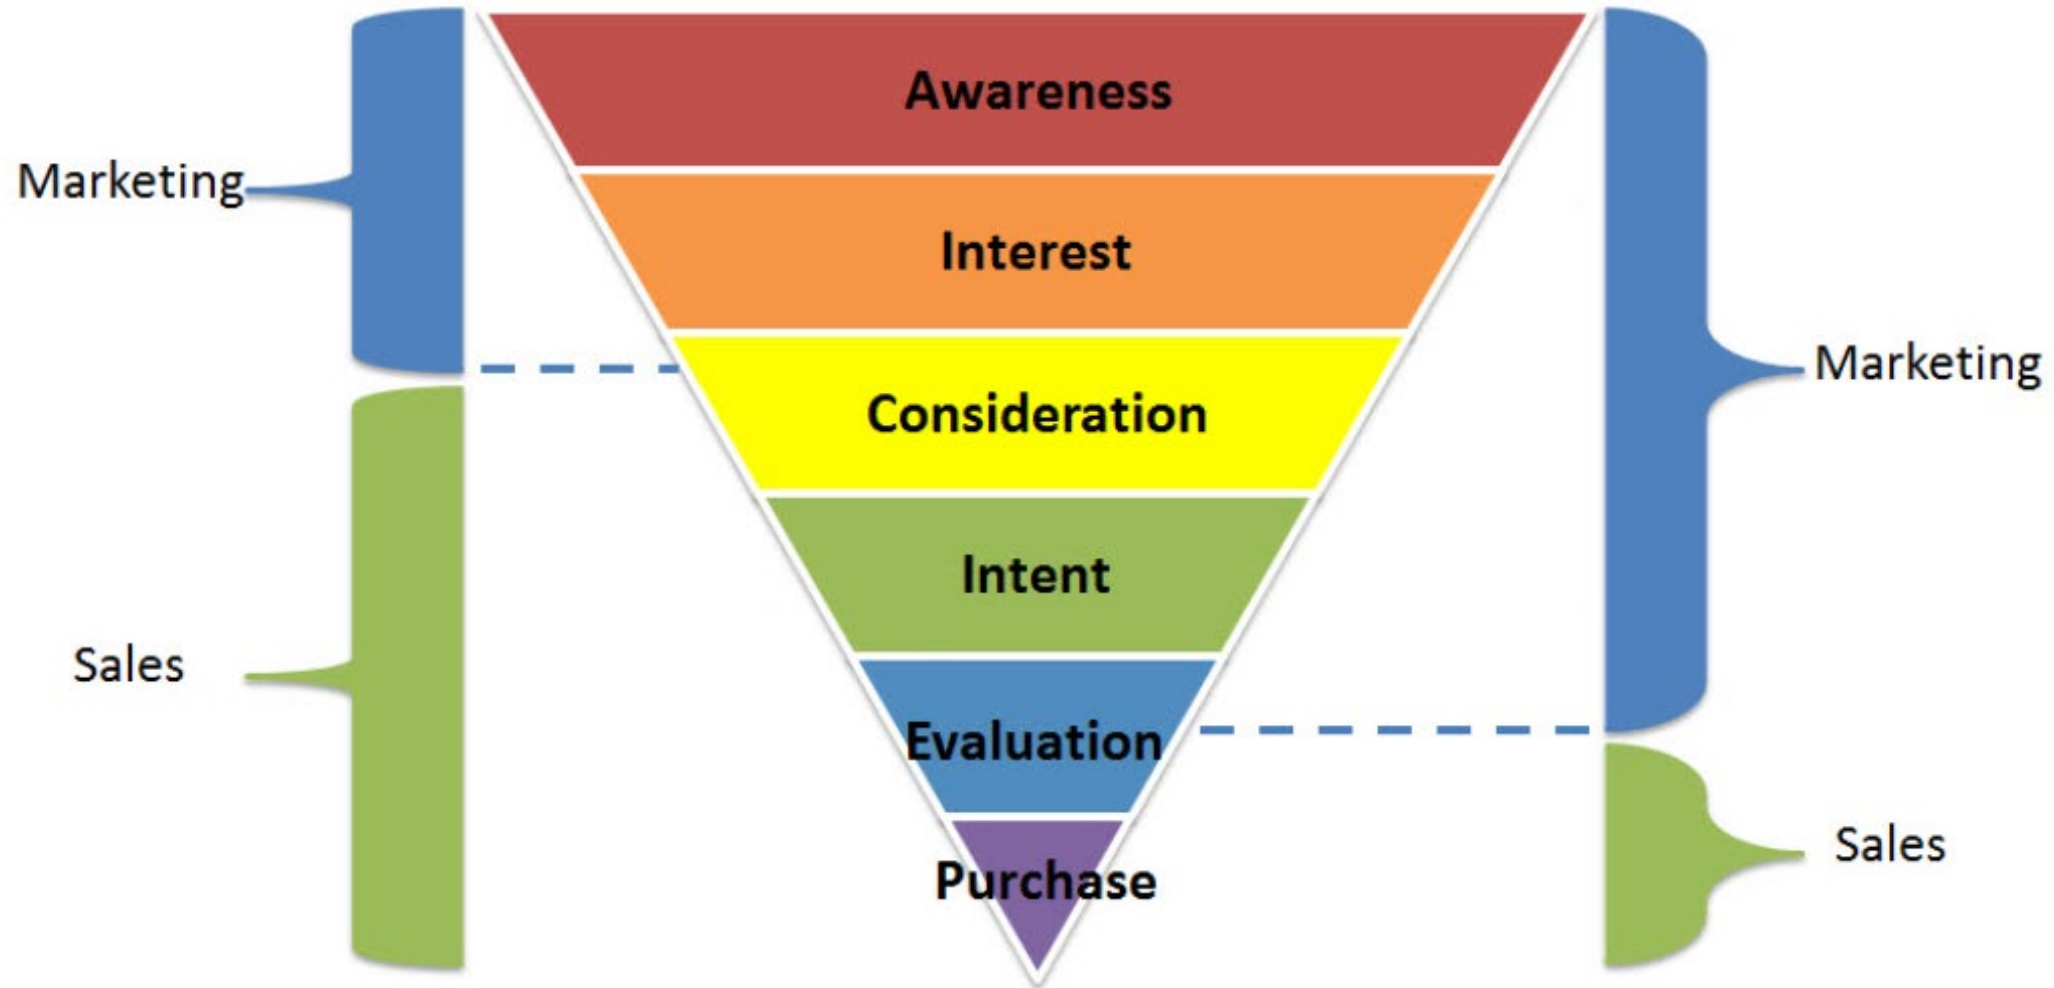 Awareness
Marketing
Interest
Marketing
Consideration
Intent
Sales
Evaluation
Sales
Purchase